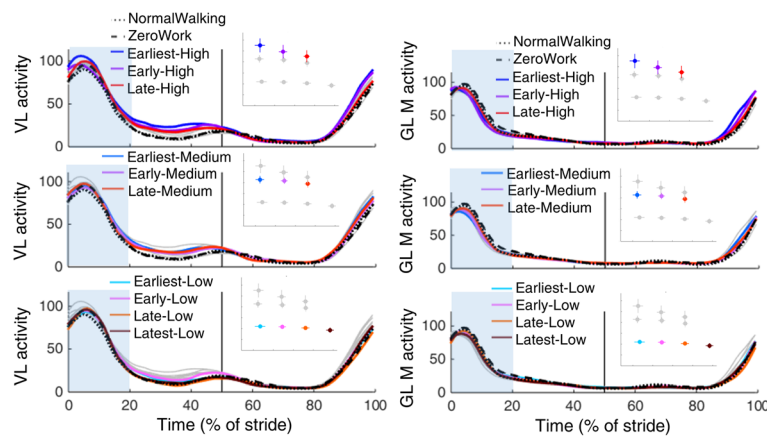 NormalWalking
ZeroWork
Earliest-High
Early-High
Late-High
VL activity
100
50
0
Earliest-Medium
Early-Medium
Late-Medium
VL activity
100
50
0
Earliest-Low
Early-Low
Late-Low
Latest-Low
VL activity
100
50
0
0 20 40 60 80 100
Time (% of stride)
NormalWalking
ZeroWork
Earliest-High
Early-High
Late-High
GL M activity
100
50
0
Earliest-Medium
Early-Medium
Late-Medium
GL M activity
100
50
0
Earliest-Low
Early-Low
Late-Low
Latest-Low
GL M activity
100
50
0
0 20 40 60 80 100
Time (% of stride)